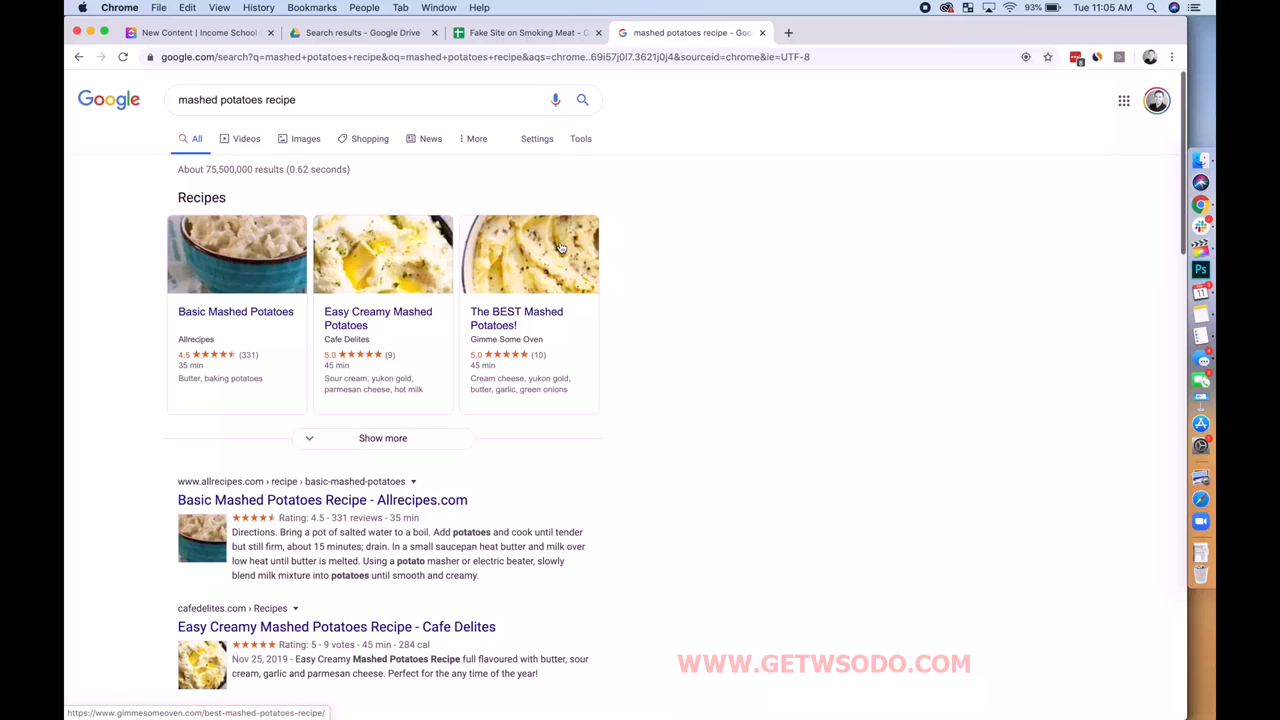 Chrome File Edit View History Bookmarks People Tab Window Help 93% Tue 11:05 AM
New Content | Income School Search results - Google Drive Fake Site on Smoking Meat - G mashed potatoes recipe - Goo
google.com/search?q=mashed+potatoes+recipe&oq=mashed+potatoes+recipe&aqs=chrome..69i57j0l7.3621j0j4&sourceid=chrome&ie=UTF-8
Google mashed potatoes recipe
All Videos Images Shopping News More Settings Tools
About 75,500,000 results (0.62 seconds)
Recipes
Basic Mashed Potatoes
Allrecipes
4.5 (331)
35 min
Butter, baking potatoes
Easy Creamy Mashed
Potatoes
Cafe Delites
5.0 (9)
45 min
Sour cream, yukon gold,
parmesan cheese, hot milk
The BEST Mashed
Potatoes!
Gimme Some Oven
5.0 (10)
45 min
Cream cheese, yukon gold,
butter, garlic, green onions
Show more
www.allrecipes.com › recipe › basic-mashed-potatoes
Basic Mashed Potatoes Recipe - Allrecipes.com
Rating: 4.5 - 331 reviews - 35 min
Directions. Bring a pot of salted water to a boil. Add potatoes and cook until tender
but still firm, about 15 minutes; drain. In a small saucepan heat butter and milk over
low heat until butter is melted. Using a potato masher or electric beater, slowly
blend milk mixture into potatoes until smooth and creamy.
cafedelites.com › Recipes
Easy Creamy Mashed Potatoes Recipe - Cafe Delites
Rating: 5 - 9 votes - 45 min - 284 cal
Nov 25, 2019 - Easy Creamy Mashed Potatoes Recipe full flavoured with butter, sour
cream, garlic and parmesan cheese. Perfect for the any time of the year!
WWW.GETWSODO.COM
https://www.gimmesomeoven.com/best-mashed-potatoes-recipe/